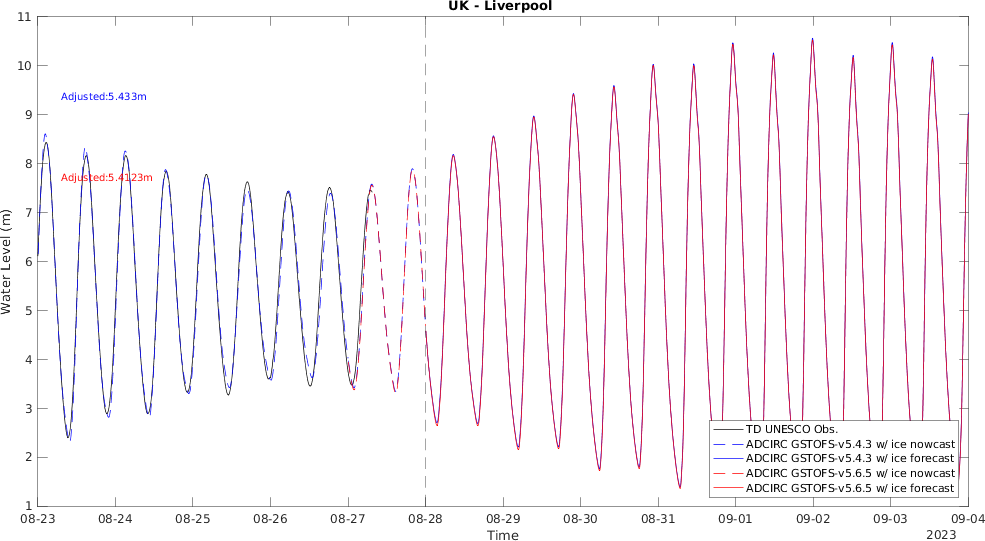 UK - Liverpool
11
10
9
8
7
6
5
4
3
2
1
Water Level (m)
Adjusted:5.433m
Adjusted:5.4123m
TD UNESCO Obs.
ADCIRC GSTOFS-v5.4.3 w/ ice nowcast
ADCIRC GSTOFS-v5.4.3 w/ ice forecast
ADCIRC GSTOFS-v5.6.5 w/ ice nowcast
ADCIRC GSTOFS-v5.6.5 w/ ice forecast
08-23 08-24 08-25 08-26 08-27 08-28 08-29 08-30 08-31 09-01 09-02 09-03 09-04
Time
2023